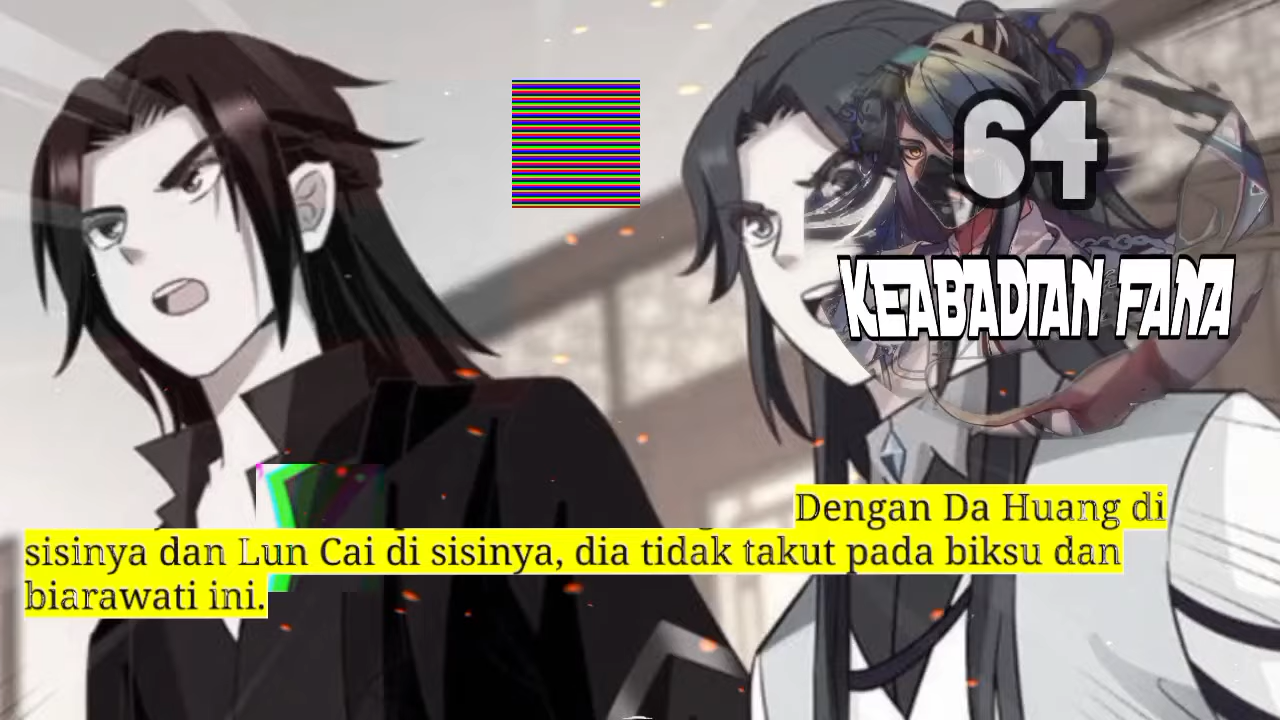 64
KEABADIAN FANA
Dengan Da Huang di
sisinya dan Lun Cai di sisinya, dia tidak takut pada biksu dan
biarawati ini.